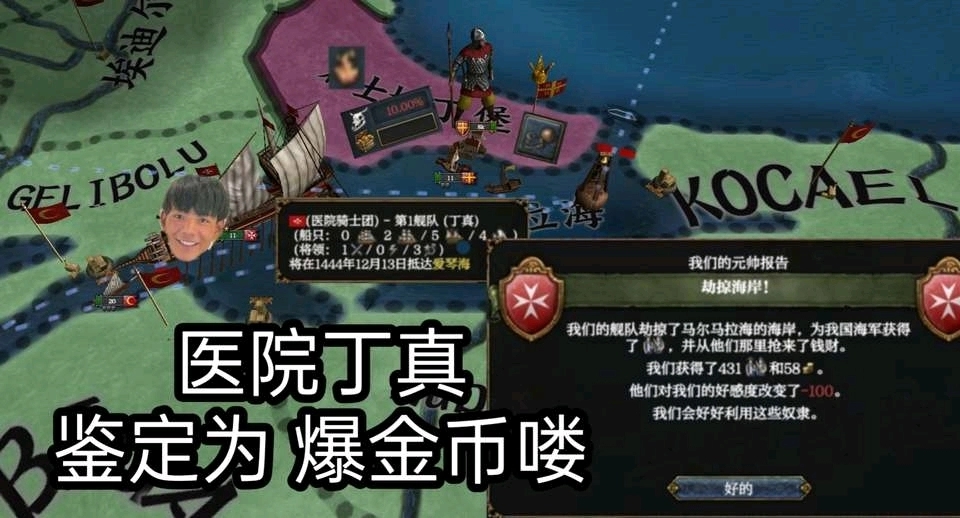 埃迪尔
10.00%
堡
GELIBOLU
KOCAEL
拉海
11
11
20
(医院骑士团) - 第1舰队 (丁真)
(船只: 0 2 / 5 / 4 )
(将领: 1 / 0 / 3 )
将在1444年12月13日抵达爱琴海
我们的元帅报告
劫掠海岸!
我们的舰队劫掠了马尔马拉海的海岸，为我国海军获得
了 ，并从他们那里抢来了钱财。
我们获得了431 和58 。
他们对我们的好感度改变了-100。
我们会好好利用这些奴隶。
好的
医院丁真
鉴定为 爆金币喽